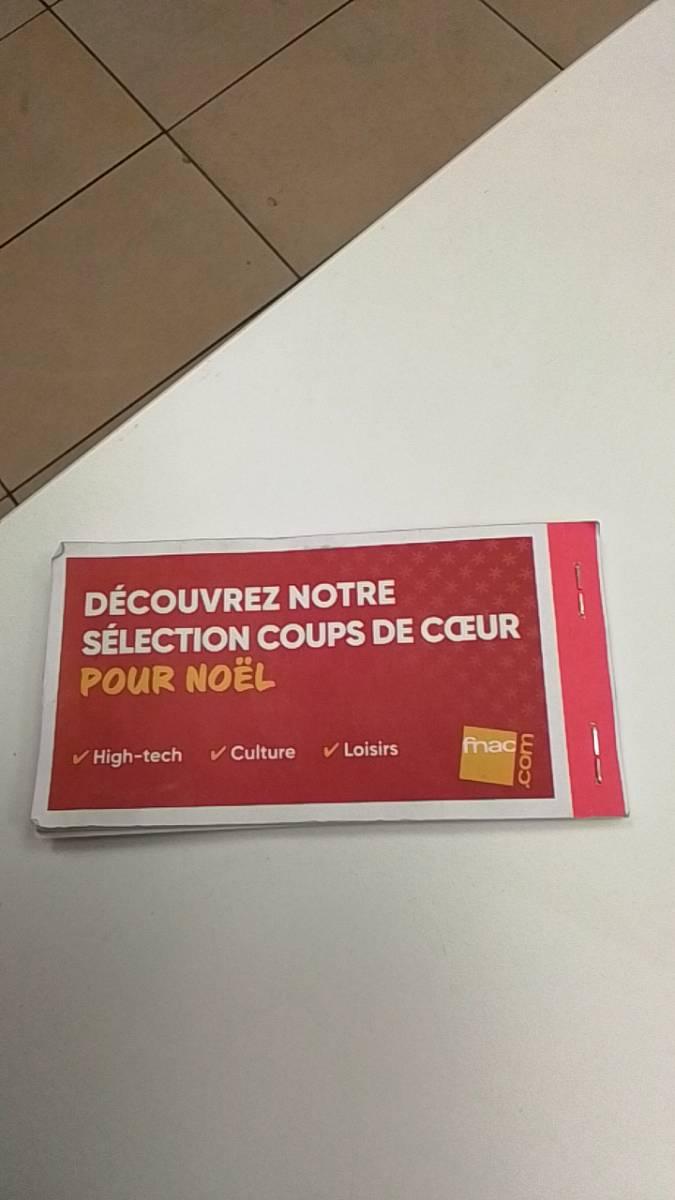 DÉCOUVREZ NOTRE
SÉLECTION COUPS DE CŒUR
POUR NOËL
✓ High-tech ✓ Culture ✓ Loisirs
fnac.com